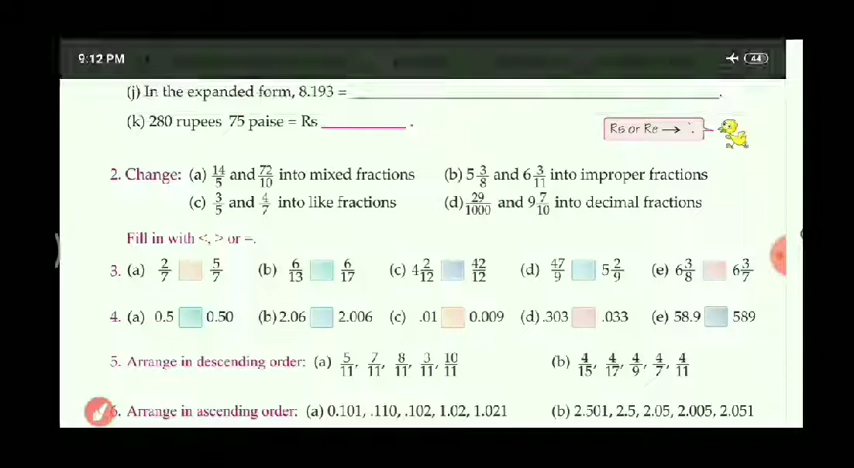 9:12 PM 44
(j) In the expanded form, 8.193 = ____________________.
(k) 280 rupees 75 paise = Rs __________ .
Rs or Re →
2. Change: (a) 14/5 and 72/10 into mixed fractions (b) 5 3/8 and 6 3/11 into improper fractions
(c) 3/5 and 4/7 into like fractions (d) 29/1000 and 9 7/10 into decimal fractions
Fill in with <, > or =.
3. (a) 2/7 5/7 (b) 6/13 6/17 (c) 4 2/12 42/12 (d) 47/9 5 2/9 (e) 6 3/8 6 3/7
4. (a) 0.5 0.50 (b) 2.06 2.006 (c) .01 0.009 (d) .303 .033 (e) 58.9 589
5. Arrange in descending order: (a) 5/11, 7/11, 8/11, 3/11, 10/11 (b) 4/15, 4/17, 4/9, 4/7, 4/11
6. Arrange in ascending order: (a) 0.101, .110, .102, 1.02, 1.021 (b) 2.501, 2.5, 2.05, 2.005, 2.051